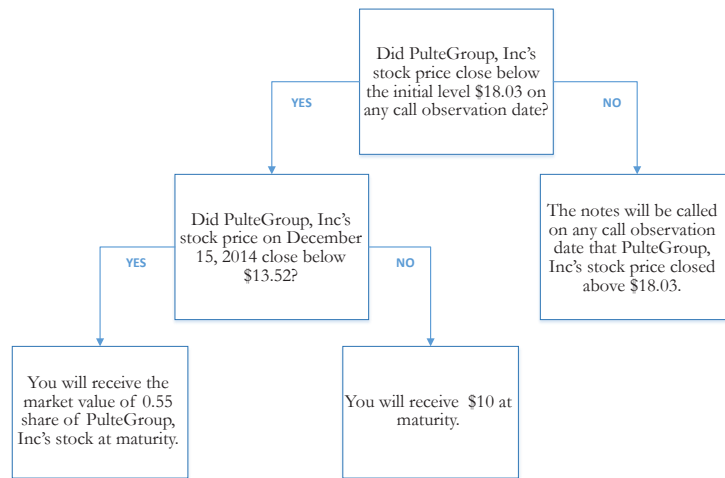 Did PulteGroup, Inc's
stock price close below
the initial level $18.03 on
any call observation date?
YES
NO
Did PulteGroup, Inc's
stock price on December
15, 2014 close below
$13.52?
The notes will be called
on any call observation
date that PulteGroup,
Inc's stock price closed
above $18.03.
YES
NO
You will receive the
market value of 0.55
share of PulteGroup,
Inc's stock at maturity.
You will receive $10 at
maturity.